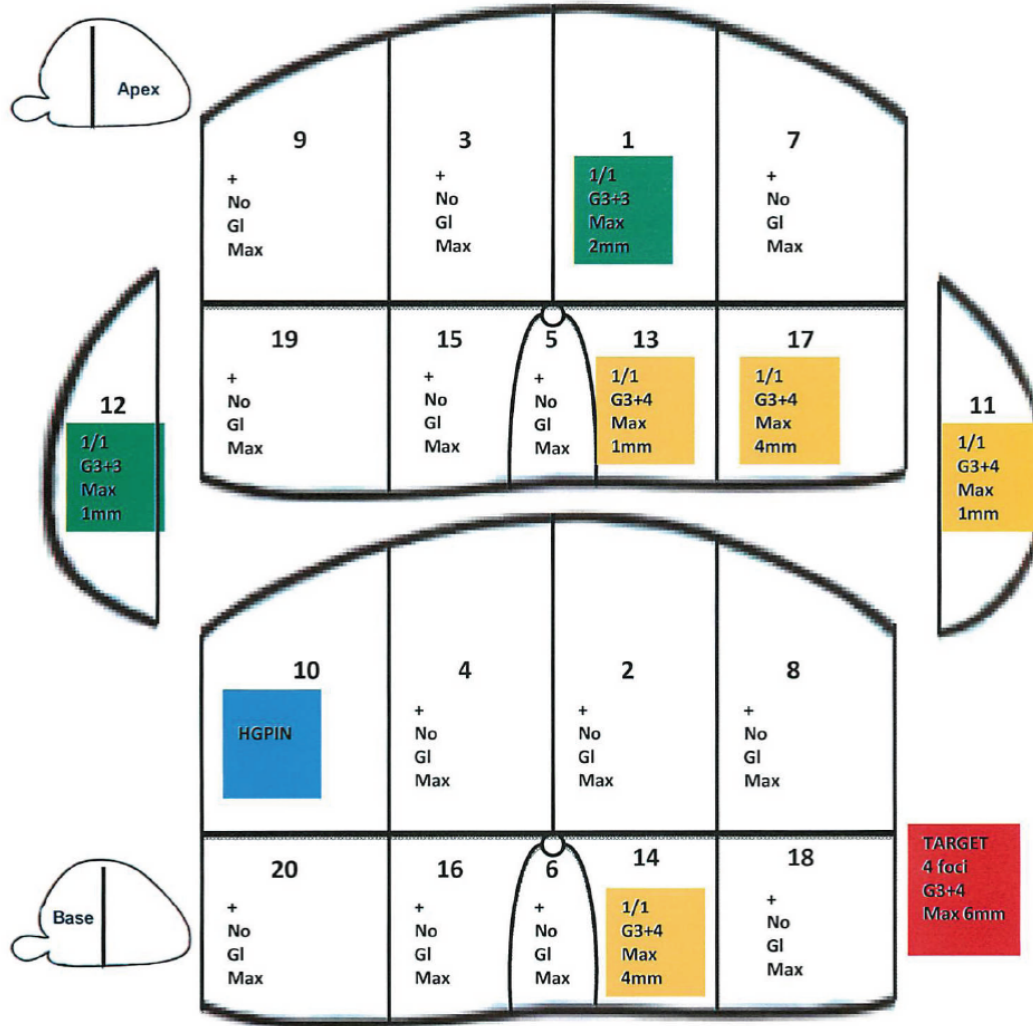 Apex
9
+
No
Gl
Max
3
+
No
Gl
Max
1
1/1
G3+3
Max
2mm
7
+
No
Gl
Max
12
1/1
G3+3
Max
1mm
19
+
No
Gl
Max
15
+
No
Gl
Max
5
+
No
Gl
Max
13
1/1
G3+4
Max
1mm
17
1/1
G3+4
Max
4mm
11
1/1
G3+4
Max
1mm
10
HGPIN
4
+
No
Gl
Max
2
+
No
Gl
Max
8
+
No
Gl
Max
Base
20
+
No
Gl
Max
16
+
No
Gl
Max
6
+
No
Gl
Max
14
1/1
G3+4
Max
4mm
18
+
No
Gl
Max
TARGET
4 foci
G3+4
Max 6mm